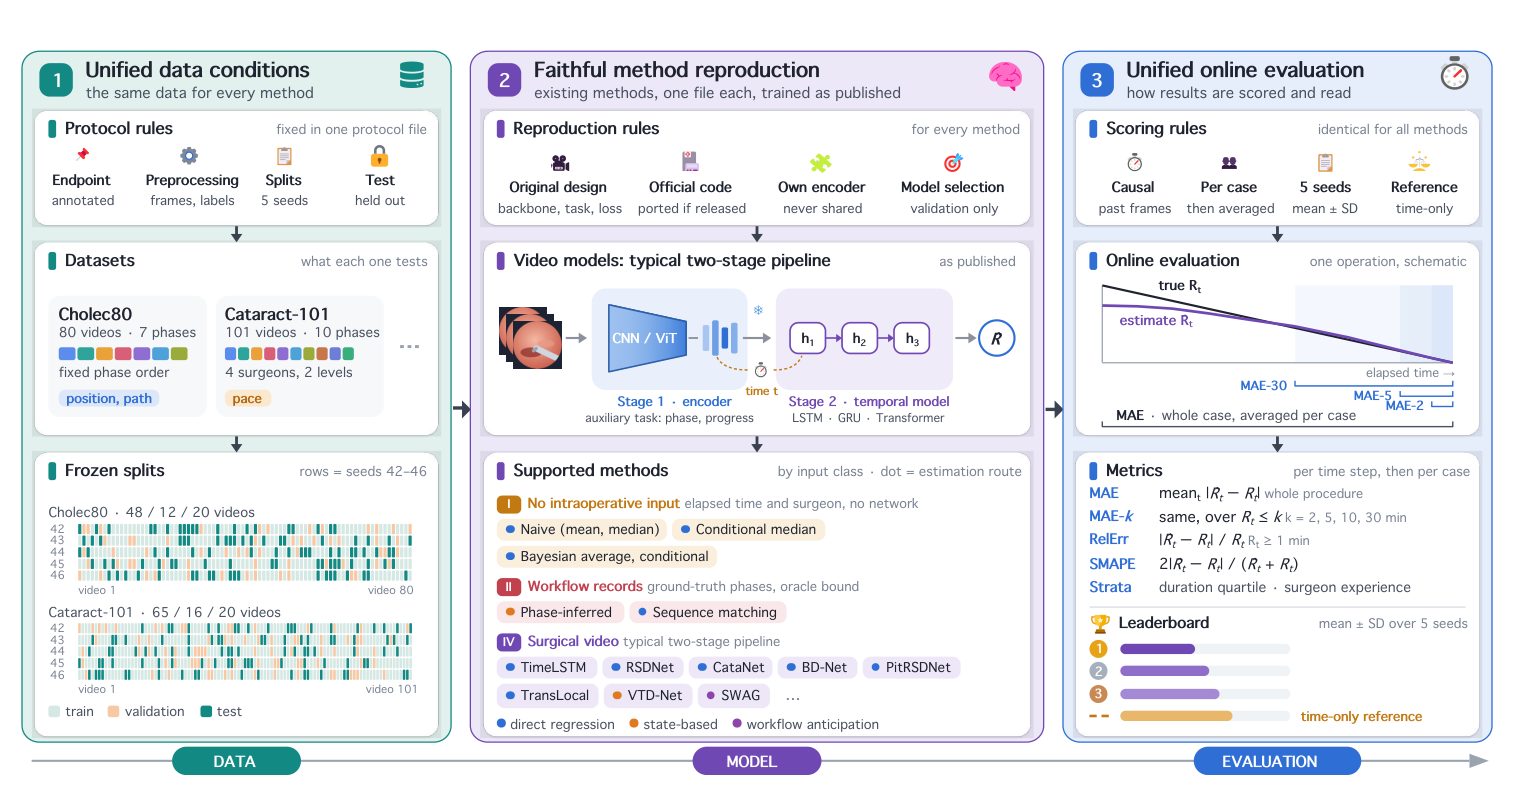 1 Unified data conditions
the same data for every method
Protocol rules fixed in one protocol file
Endpoint Preprocessing Splits Test
annotated frames, labels 5 seeds held out
Datasets what each one tests
Cholec80
80 videos · 7 phases
fixed phase order
position, path
Cataract-101
101 videos · 10 phases
4 surgeons, 2 levels
pace
...
Frozen splits rows = seeds 42–46
Cholec80 · 48 / 12 / 20 videos
42
43
44
45
46
video 1 video 80
Cataract-101 · 65 / 16 / 20 videos
42
43
44
45
46
video 1 video 101
train validation test
DATA
2 Faithful method reproduction
existing methods, one file each, trained as published
Reproduction rules for every method
Original design Official code Own encoder Model selection
backbone, task, loss ported if released never shared validation only
Video models: typical two-stage pipeline as published
CNN / ViT h1 h2 h3 R
time t
Stage 1 · encoder Stage 2 · temporal model
auxiliary task: phase, progress LSTM · GRU · Transformer
Supported methods by input class · dot = estimation route
I No intraoperative input elapsed time and surgeon, no network
Naive (mean, median) Conditional median
Bayesian average, conditional
II Workflow records ground-truth phases, oracle bound
Phase-inferred Sequence matching
IV Surgical video typical two-stage pipeline
TimeLSTM RSDNet CataNet BD-Net PitRSDNet
TransLocal VTD-Net SWAG ...
direct regression state-based workflow anticipation
MODEL
3 Unified online evaluation
how results are scored and read
Scoring rules identical for all methods
Causal Per case 5 seeds Reference
past frames then averaged mean ± SD time-only
Online evaluation one operation, schematic
true Rt
estimate Rt
elapsed time →
MAE-30
MAE-5
MAE-2
MAE · whole case, averaged per case
Metrics per time step, then per case
MAE meant |Rt − Rt| whole procedure
MAE-k same, over Rt ≤ k k = 2, 5, 10, 30 min
RelErr |Rt − Rt| / Rt Rt ≥ 1 min
SMAPE 2|Rt − Rt| / (Rt + Rt)
Strata duration quartile · surgeon experience
Leaderboard mean ± SD over 5 seeds
1
2
3
time-only reference
EVALUATION